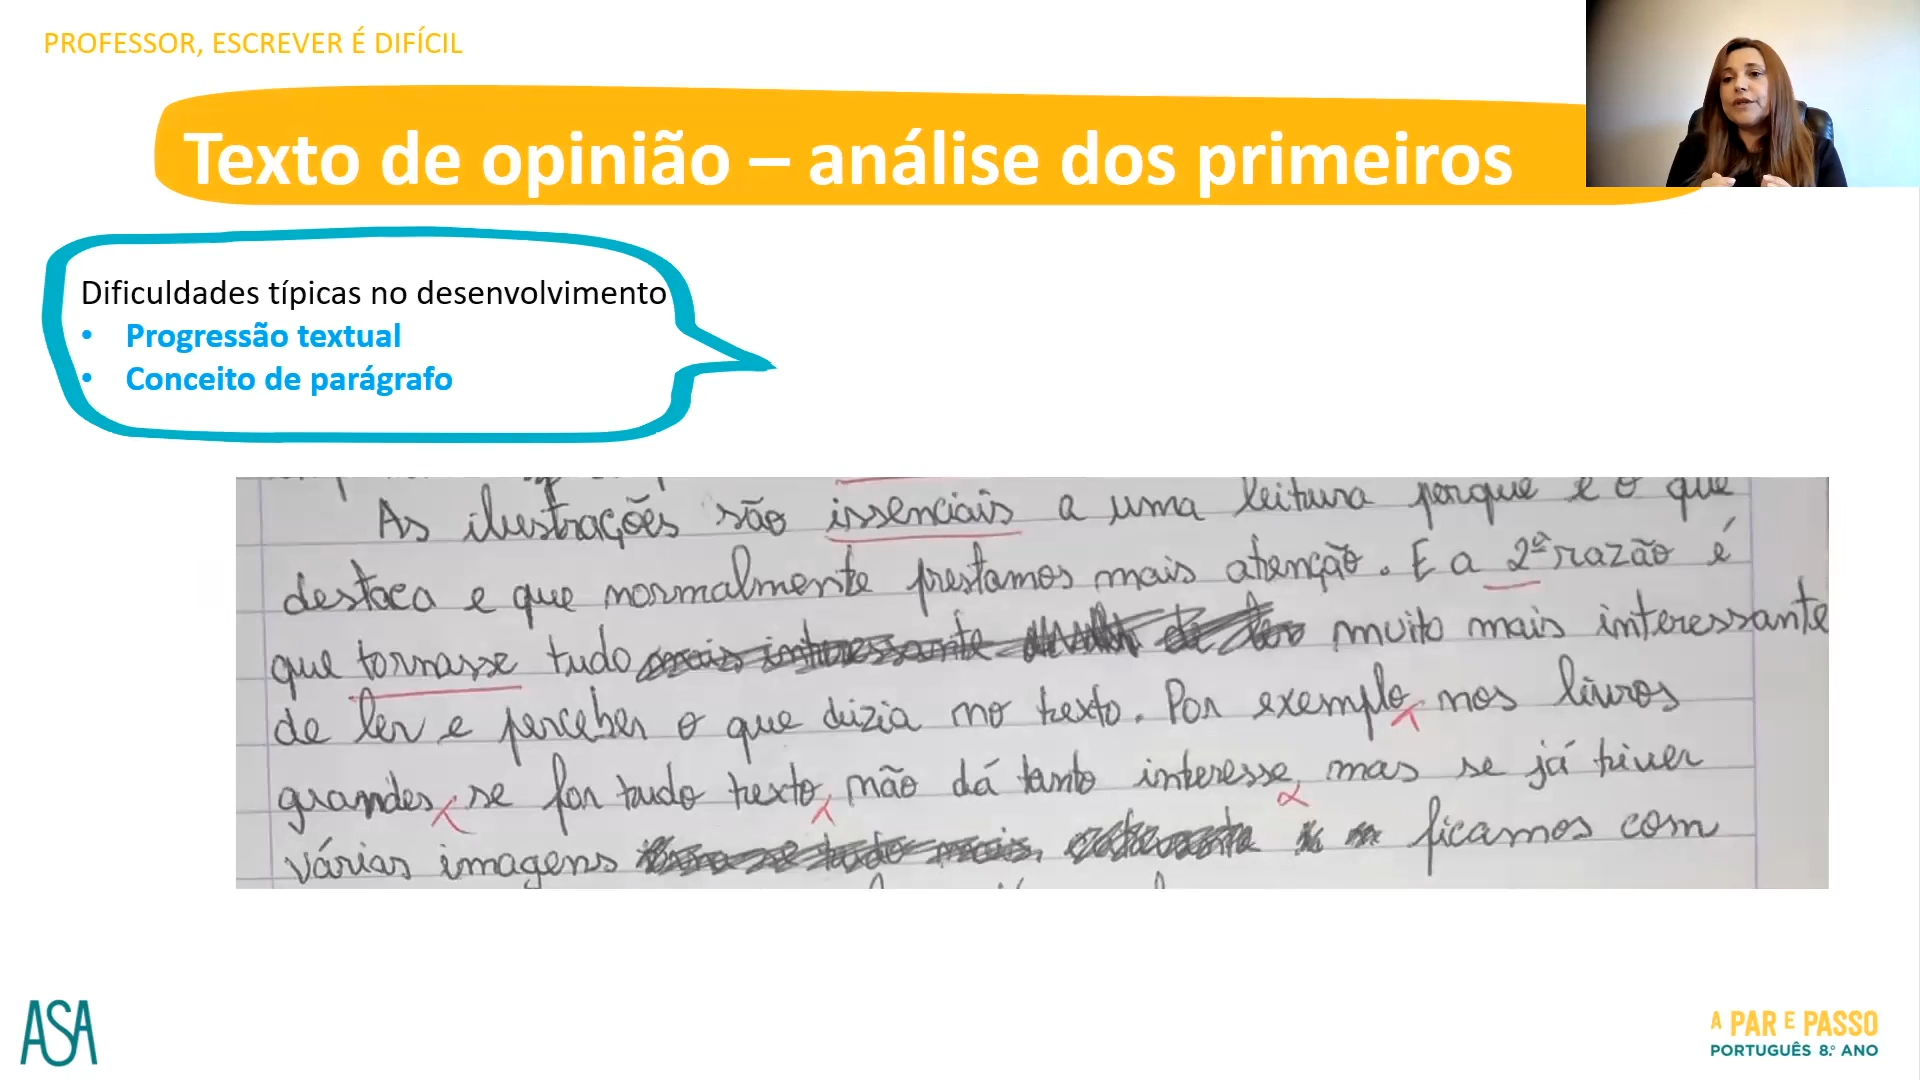 PROFESSOR, ESCREVER É DIFÍCIL
Texto de opinião – análise dos primeiros
Dificuldades típicas no desenvolvimento
• Progressão textual
• Conceito de parágrafo
As ilustrações são issenciais a uma leitura porque é o que
destaca e que normalmente prestamos mais atenção. E a 2ª razão é
que tornasse tudo muito mais interessante
de ler e perceber o que dizia no texto. Por exemplo nos livros
grandes se for tudo texto não dá tanto interesse, mas se já tiver
várias imagens ficamos com
ASA
A PAR E PASSO
PORTUGUÊS 8.º ANO